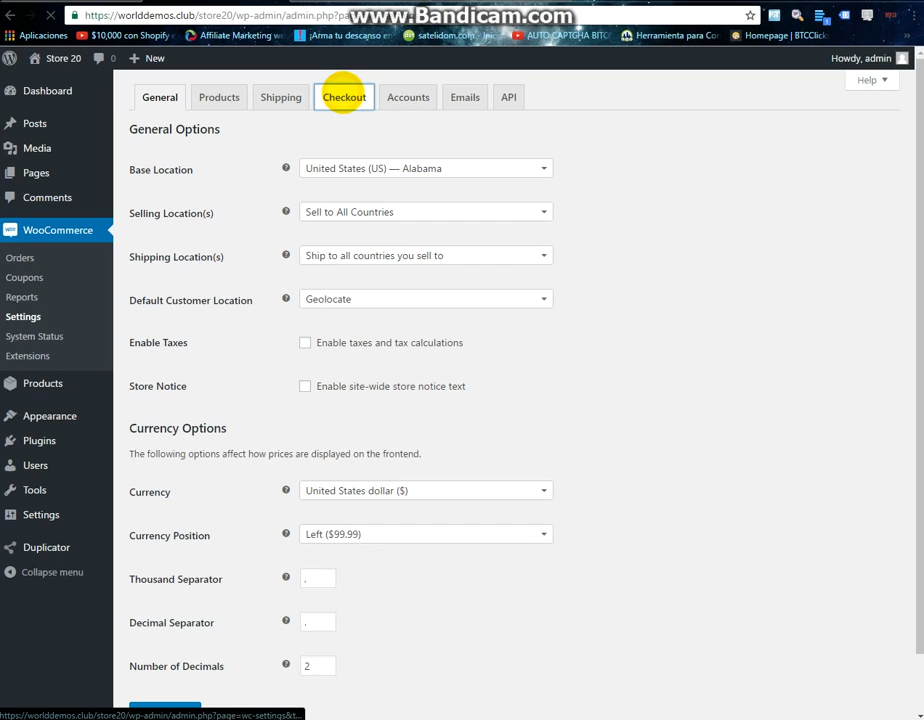 https://worlddemos.club/store20/wp-admin/admin.php?pa
www.Bandicam.com
Aplicaciones
$10,000 con Shopify
Affiliate Marketing w
¡Arma tu descanso en
satelidom.com
AUTO CAPTCHA BITC
Herramienta para Co
Homepage | BTCClick
Store 20
0
New
Howdy, admin
Help
Dashboard
Posts
Media
Pages
Comments
WooCommerce
Orders
Coupons
Reports
Settings
System Status
Extensions
Products
Appearance
Plugins
Users
Tools
Settings
Duplicator
Collapse menu
General
Products
Shipping
Checkout
Accounts
Emails
API
General Options
Base Location
United States (US) — Alabama
Selling Location(s)
Sell to All Countries
Shipping Location(s)
Ship to all countries you sell to
Default Customer Location
Geolocate
Enable Taxes
Enable taxes and tax calculations
Store Notice
Enable site-wide store notice text
Currency Options
The following options affect how prices are displayed on the frontend.
Currency
United States dollar ($)
Currency Position
Left ($99.99)
Thousand Separator
,
Decimal Separator
.
Number of Decimals
2
https://worlddemos.club/store20/wp-admin/admin.php?page=wc-settings&t...